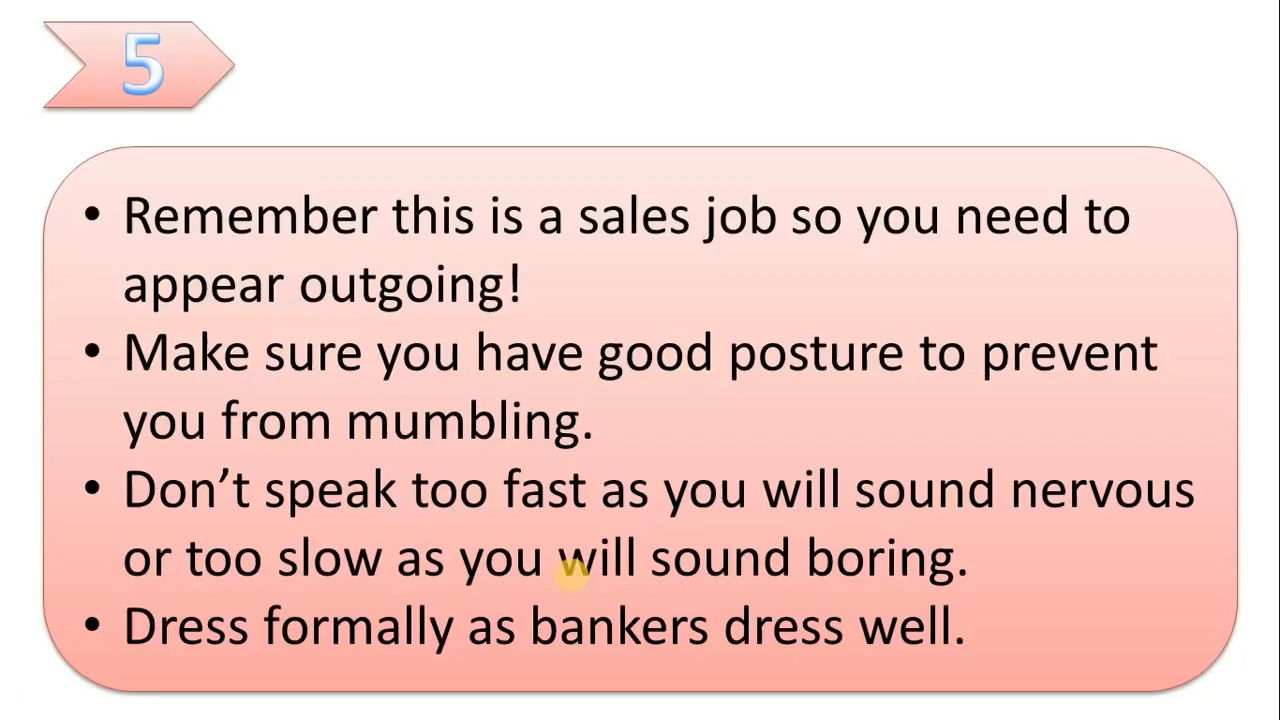 5
• Remember this is a sales job so you need to
appear outgoing!
• Make sure you have good posture to prevent
you from mumbling.
• Don’t speak too fast as you will sound nervous
or too slow as you will sound boring.
• Dress formally as bankers dress well.